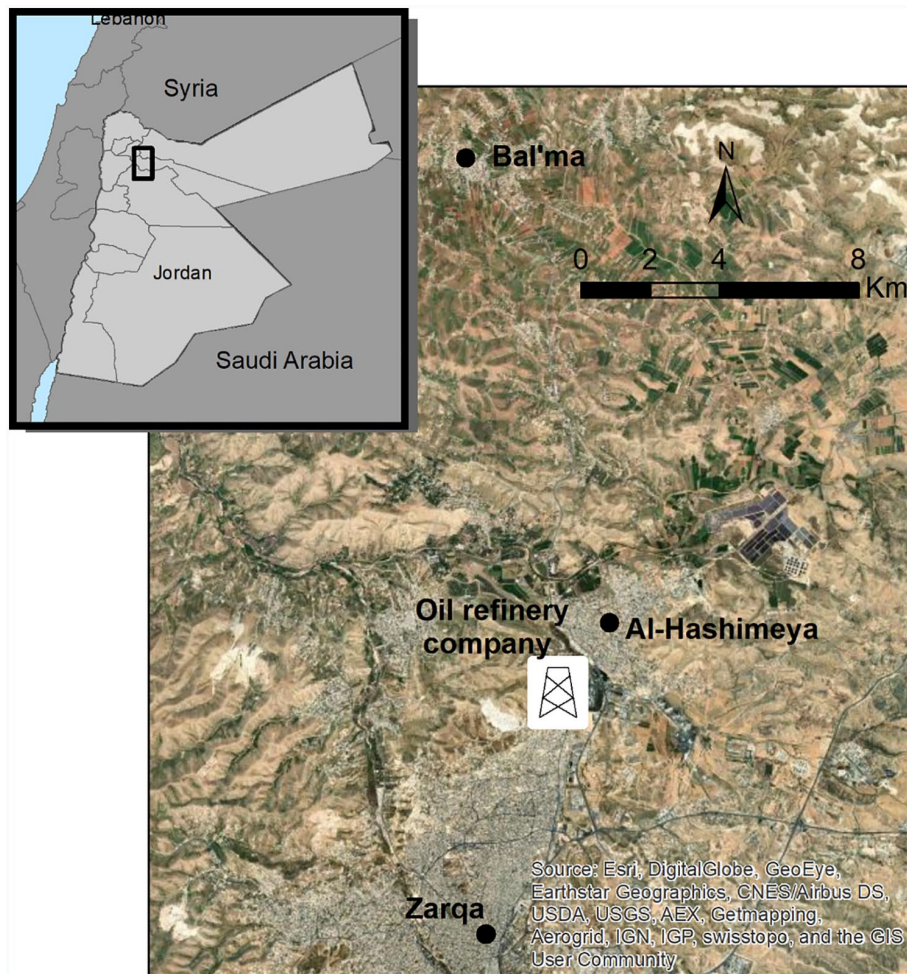 Lebanon
Syria
Jordan
Saudi Arabia
Bal'ma
N
0 2 4 8
Km
Oil refinery
company
Al-Hashimeya
Zarqa
Source: Esri, DigitalGlobe, GeoEye,
Earthstar Geographics, CNES/Airbus DS,
USDA, USGS, AEX, Getmapping,
Aerogrid, IGN, IGP, swisstopo, and the GIS
User Community